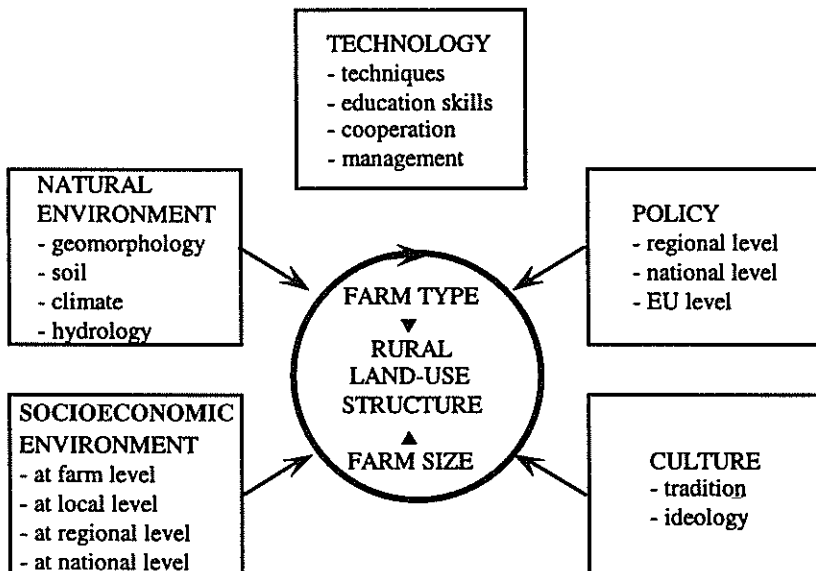 TECHNOLOGY
- techniques
- education skills
- cooperation
- management
NATURAL
ENVIRONMENT
- geomorphology
- soil
- climate
- hydrology
POLICY
- regional level
- national level
- EU level
FARM TYPE
RURAL
LAND-USE
STRUCTURE
FARM SIZE
SOCIOECONOMIC
ENVIRONMENT
- at farm level
- at local level
- at regional level
- at national level
CULTURE
- tradition
- ideology